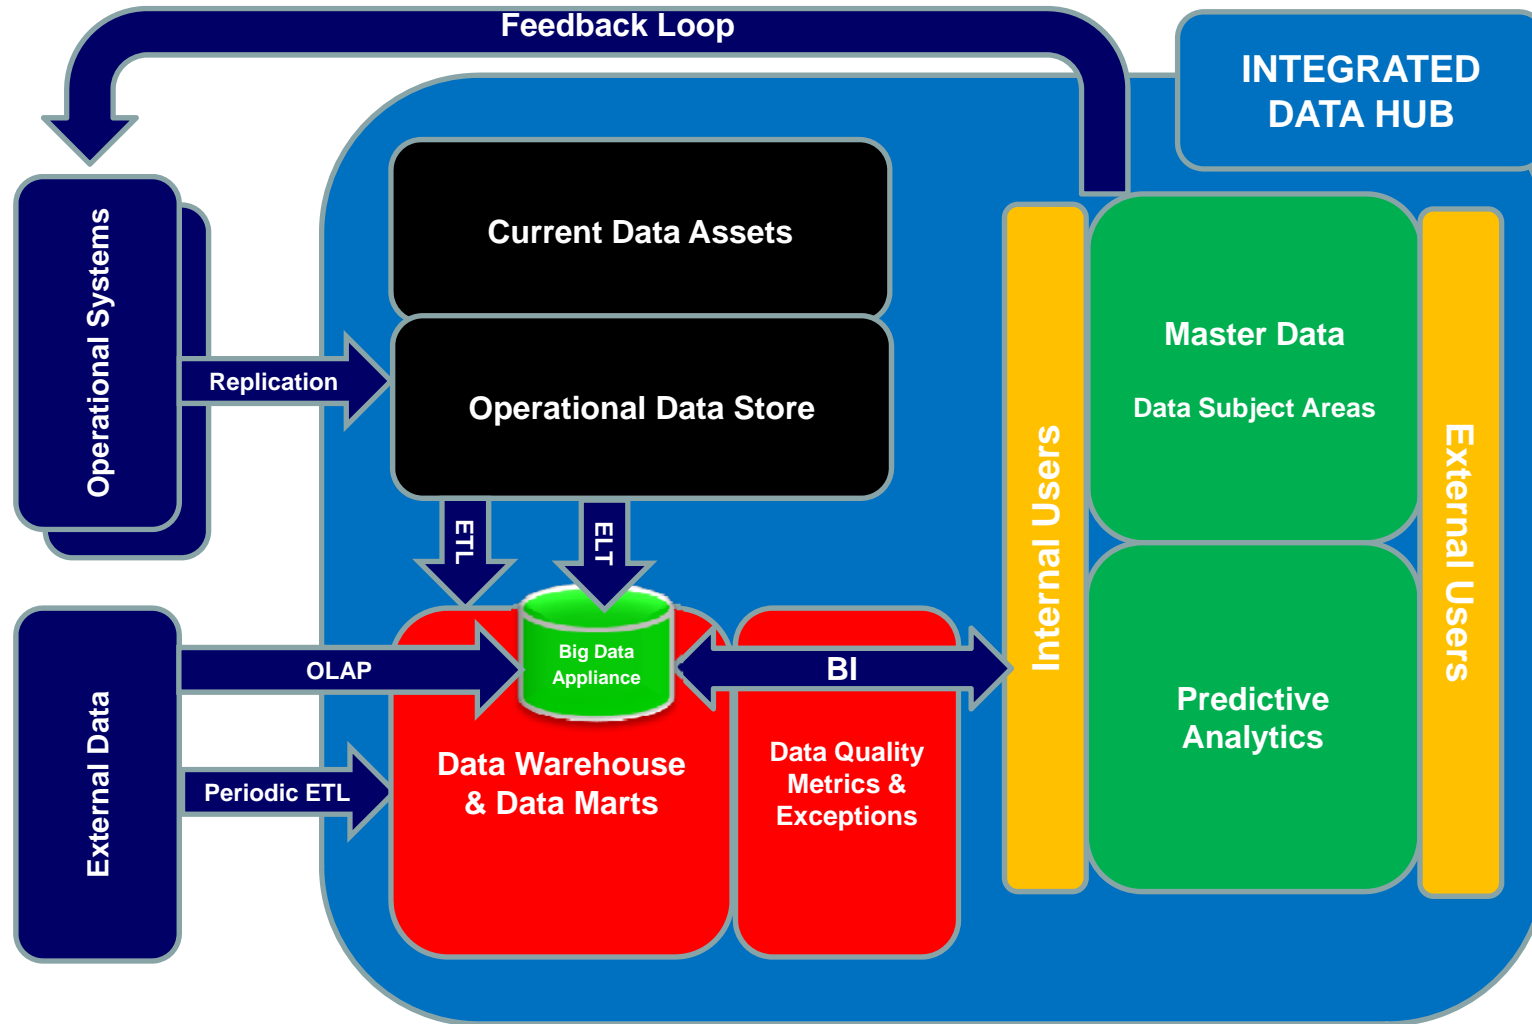 Feedback Loop
INTEGRATED
DATA HUB
Operational Systems
Replication
Current Data Assets
Operational Data Store
ETL
ELT
External Data
OLAP
Periodic ETL
Big Data
Appliance
Data Warehouse
& Data Marts
BI
Data Quality
Metrics &
Exceptions
Internal Users
Master Data
Data Subject Areas
Predictive
Analytics
External Users